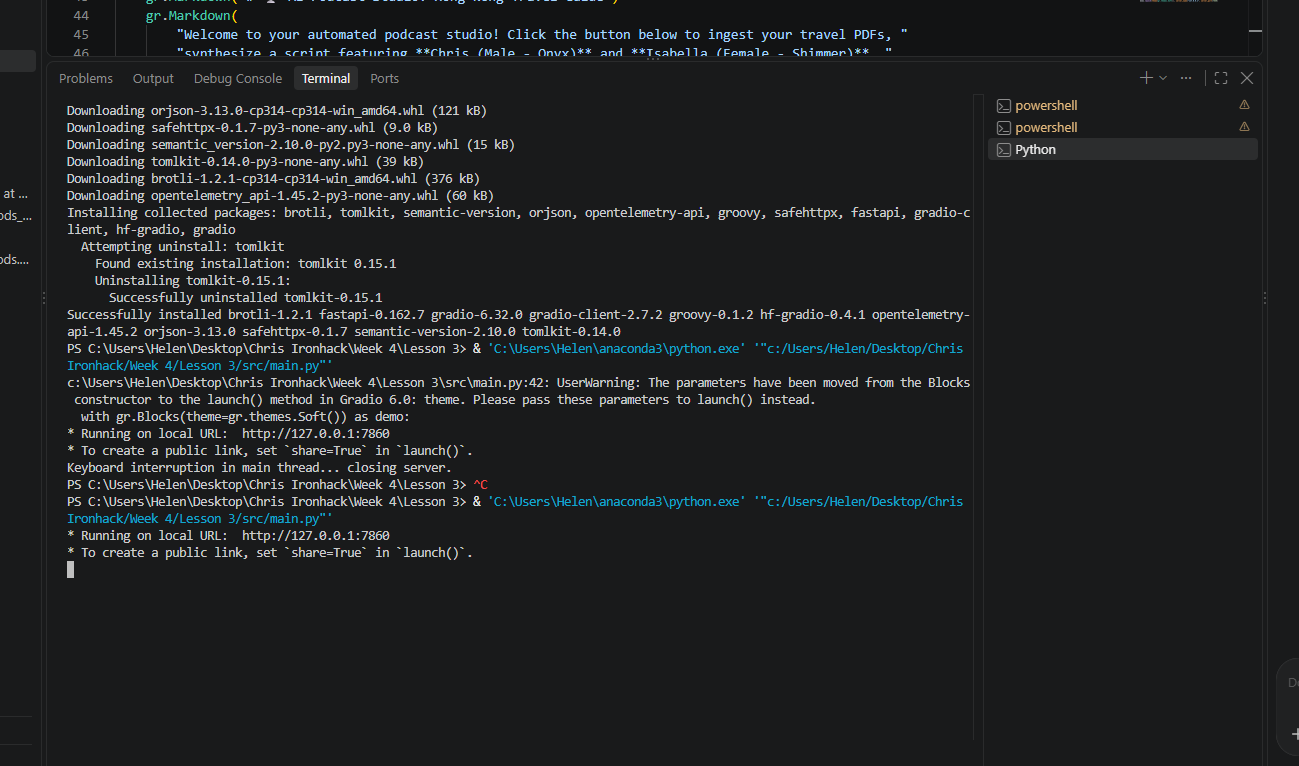 44
gr.Markdown(
45
"Welcome to your automated podcast studio! Click the button below to ingest your travel PDFs, "
46
"synthesize a script featuring **Chris (Male - Onyx)** and **Isabella (Female - Shimmer)**. "
Problems Output Debug Console Terminal Ports
at ...
ods_...
ods....
Downloading orjson-3.13.0-cp314-cp314-win_amd64.whl (121 kB)
Downloading safehttpx-0.1.7-py3-none-any.whl (9.0 kB)
Downloading semantic_version-2.10.0-py2.py3-none-any.whl (15 kB)
Downloading tomlkit-0.14.0-py3-none-any.whl (39 kB)
Downloading brotli-1.2.1-cp314-cp314-win_amd64.whl (376 kB)
Downloading opentelemetry_api-1.45.2-py3-none-any.whl (60 kB)
Installing collected packages: brotli, tomlkit, semantic-version, orjson, opentelemetry-api, groovy, safehttpx, fastapi, gradio-c
lient, hf-gradio, gradio
Attempting uninstall: tomlkit
Found existing installation: tomlkit 0.15.1
Uninstalling tomlkit-0.15.1:
Successfully uninstalled tomlkit-0.15.1
Successfully installed brotli-1.2.1 fastapi-0.162.7 gradio-6.32.0 gradio-client-2.7.2 groovy-0.1.2 hf-gradio-0.4.1 opentelemetry-
api-1.45.2 orjson-3.13.0 safehttpx-0.1.7 semantic-version-2.10.0 tomlkit-0.14.0
PS C:\Users\Helen\Desktop\Chris Ironhack\Week 4\Lesson 3> & 'C:\Users\Helen\anaconda3\python.exe' '"c:/Users/Helen/Desktop/Chris
Ironhack/Week 4/Lesson 3/src/main.py"'
c:\Users\Helen\Desktop\Chris Ironhack\Week 4\Lesson 3\src\main.py:42: UserWarning: The parameters have been moved from the Blocks
constructor to the launch() method in Gradio 6.0: theme. Please pass these parameters to launch() instead.
with gr.Blocks(theme=gr.themes.Soft()) as demo:
* Running on local URL:  http://127.0.0.1:7860
* To create a public link, set `share=True` in `launch()`.
Keyboard interruption in main thread... closing server.
PS C:\Users\Helen\Desktop\Chris Ironhack\Week 4\Lesson 3> ^C
PS C:\Users\Helen\Desktop\Chris Ironhack\Week 4\Lesson 3> & 'C:\Users\Helen\anaconda3\python.exe' '"c:/Users/Helen/Desktop/Chris
Ironhack/Week 4/Lesson 3/src/main.py"'
* Running on local URL:  http://127.0.0.1:7860
* To create a public link, set `share=True` in `launch()`.
powershell
powershell
Python